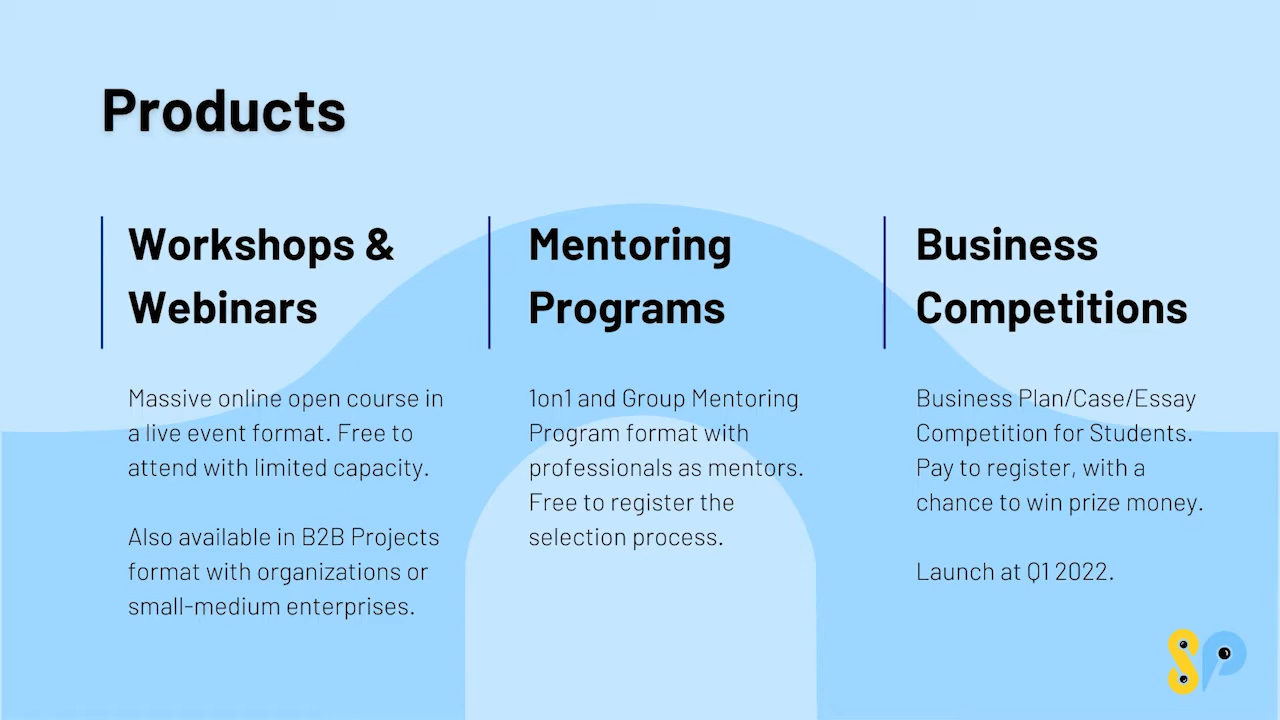 Products
Workshops &
Webinars
Massive online open course in
a live event format. Free to
attend with limited capacity.
Also available in B2B Projects
format with organizations or
small-medium enterprises.
Mentoring
Programs
1on1 and Group Mentoring
Program format with
professionals as mentors.
Free to register the
selection process.
Business
Competitions
Business Plan/Case/Essay
Competition for Students.
Pay to register, with a
chance to win prize money.
Launch at Q1 2022.
SP